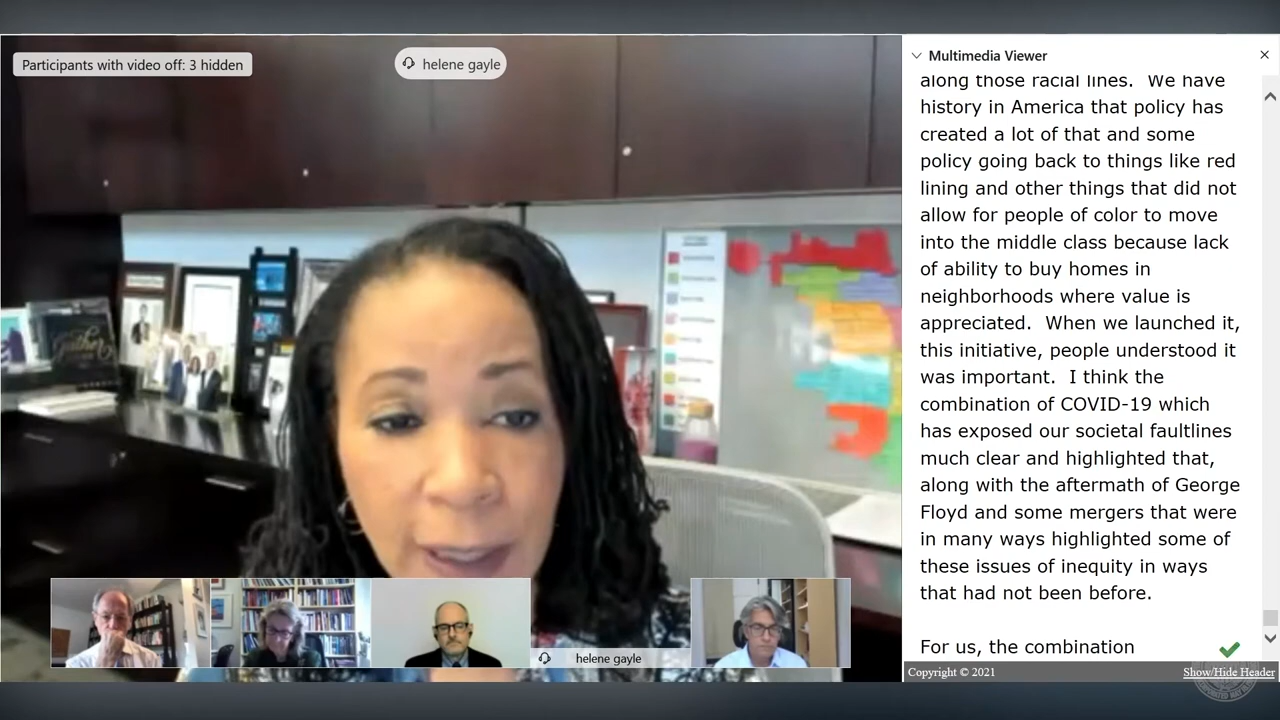 Participants with video off: 3 hidden
helene gayle
Gather
helene gayle
Multimedia Viewer
along those racial lines. We have
history in America that policy has
created a lot of that and some
policy going back to things like red
lining and other things that did not
allow for people of color to move
into the middle class because lack
of ability to buy homes in
neighborhoods where value is
appreciated. When we launched it,
this initiative, people understood it
was important. I think the
combination of COVID-19 which
has exposed our societal faultlines
much clear and highlighted that,
along with the aftermath of George
Floyd and some mergers that were
in many ways highlighted some of
these issues of inequity in ways
that had not been before.
For us, the combination
Copyright © 2021
Show/Hide Header